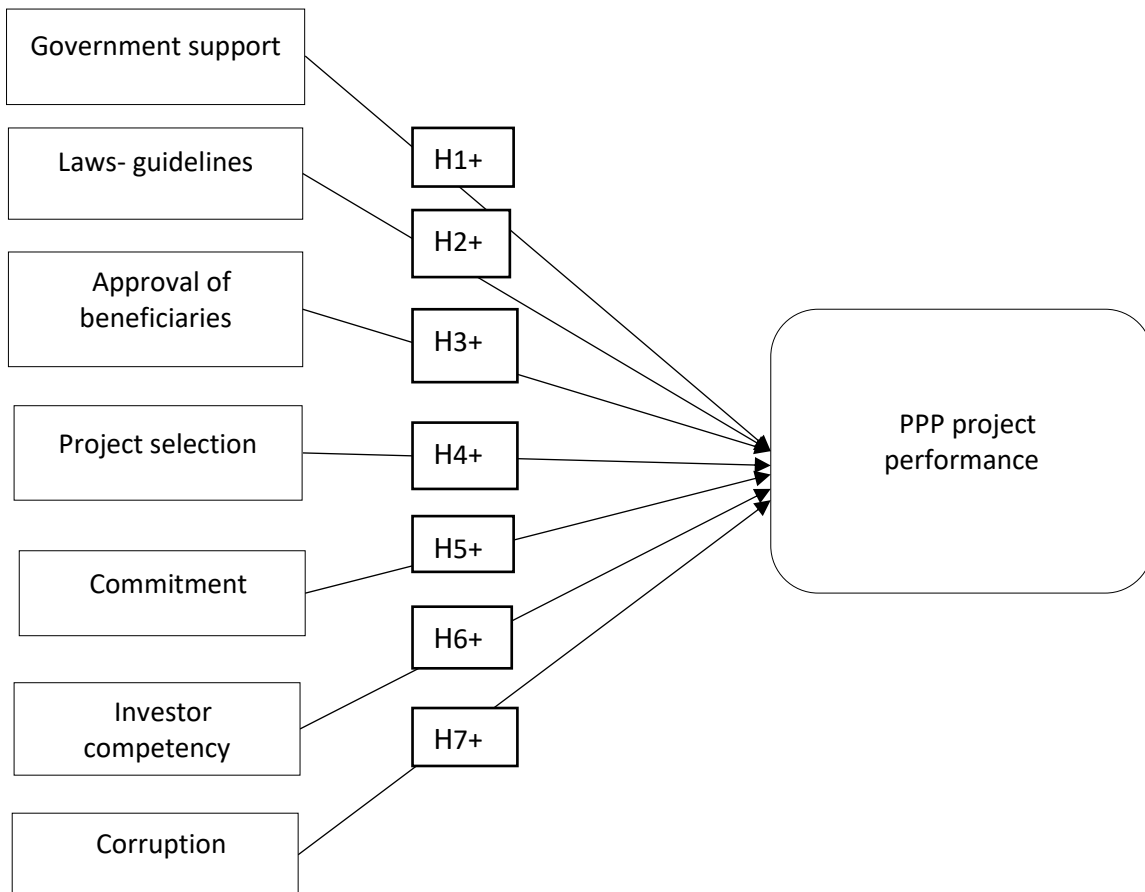 Government support
H1+
Laws- guidelines
H2+
Approval of
beneficiaries
H3+
Project selection
H4+
Commitment
H5+
Investor
competency
H6+
Corruption
H7+
PPP project
performance